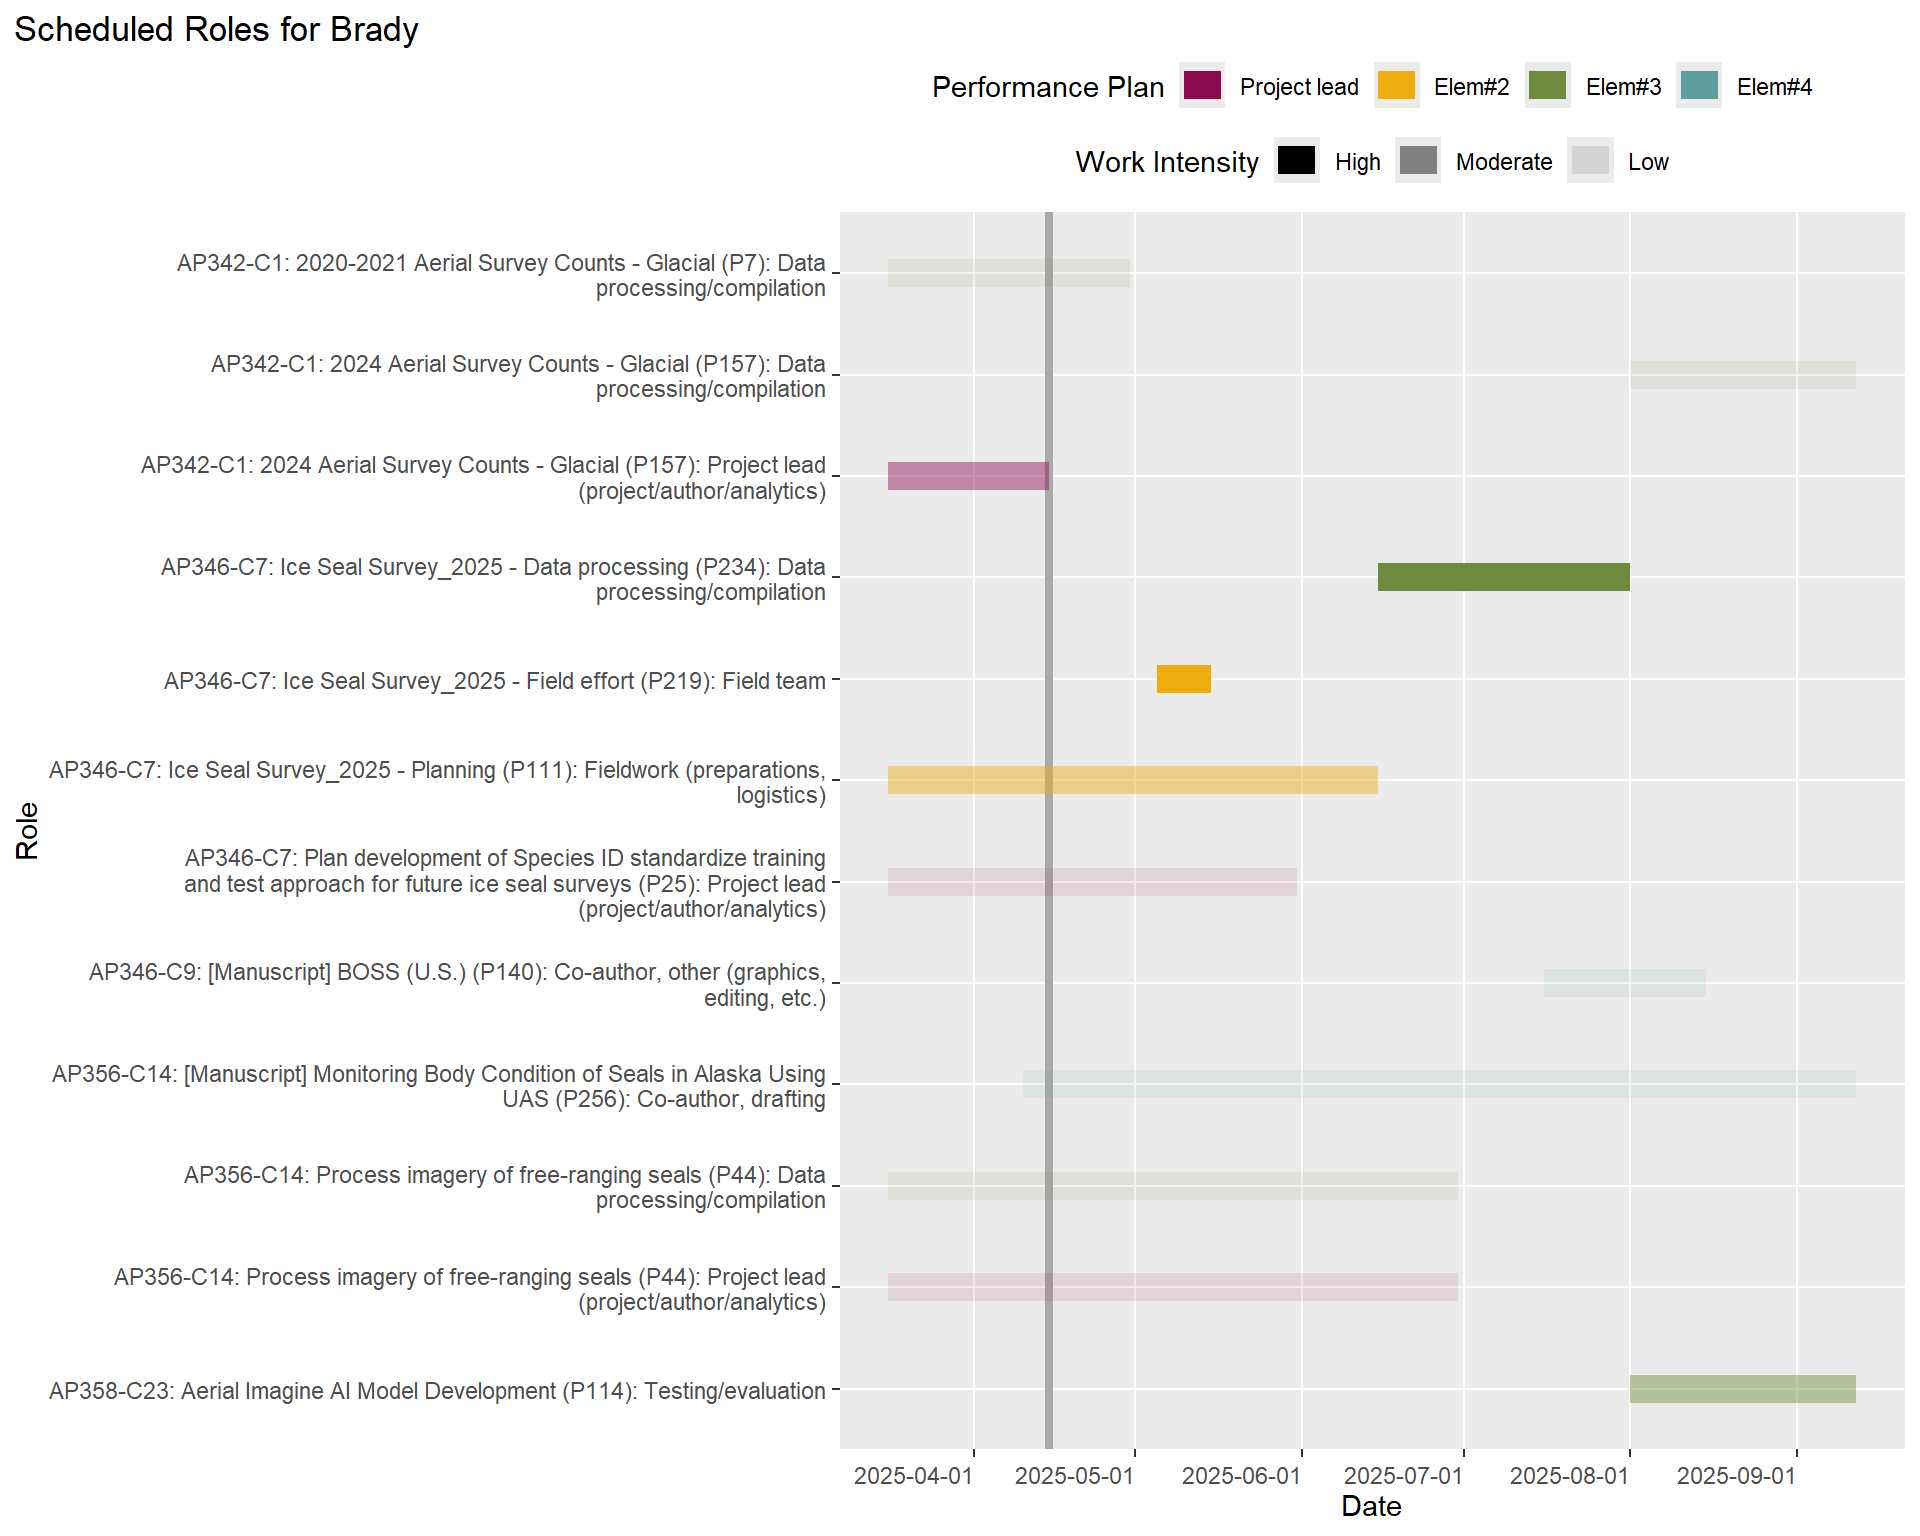 Scheduled Roles for Brady
Performance Plan Project lead Elem#2 Elem#3 Elem#4
Work Intensity High Moderate Low
AP342-C1: 2020-2021 Aerial Survey Counts - Glacial (P7): Data
processing/compilation
AP342-C1: 2024 Aerial Survey Counts - Glacial (P157): Data
processing/compilation
AP342-C1: 2024 Aerial Survey Counts - Glacial (P157): Project lead
(project/author/analytics)
AP346-C7: Ice Seal Survey_2025 - Data processing (P234): Data
processing/compilation
AP346-C7: Ice Seal Survey_2025 - Field effort (P219): Field team
AP346-C7: Ice Seal Survey_2025 - Planning (P111): Fieldwork (preparations,
logistics)
AP346-C7: Plan development of Species ID standardize training
and test approach for future ice seal surveys (P25): Project lead
(project/author/analytics)
AP346-C9: [Manuscript] BOSS (U.S.) (P140): Co-author, other (graphics,
editing, etc.)
AP356-C14: [Manuscript] Monitoring Body Condition of Seals in Alaska Using
UAS (P256): Co-author, drafting
AP356-C14: Process imagery of free-ranging seals (P44): Data
processing/compilation
AP356-C14: Process imagery of free-ranging seals (P44): Project lead
(project/author/analytics)
AP358-C23: Aerial Imagine AI Model Development (P114): Testing/evaluation
Role
2025-04-01 2025-05-01 2025-06-01 2025-07-01 2025-08-01 2025-09-01
Date